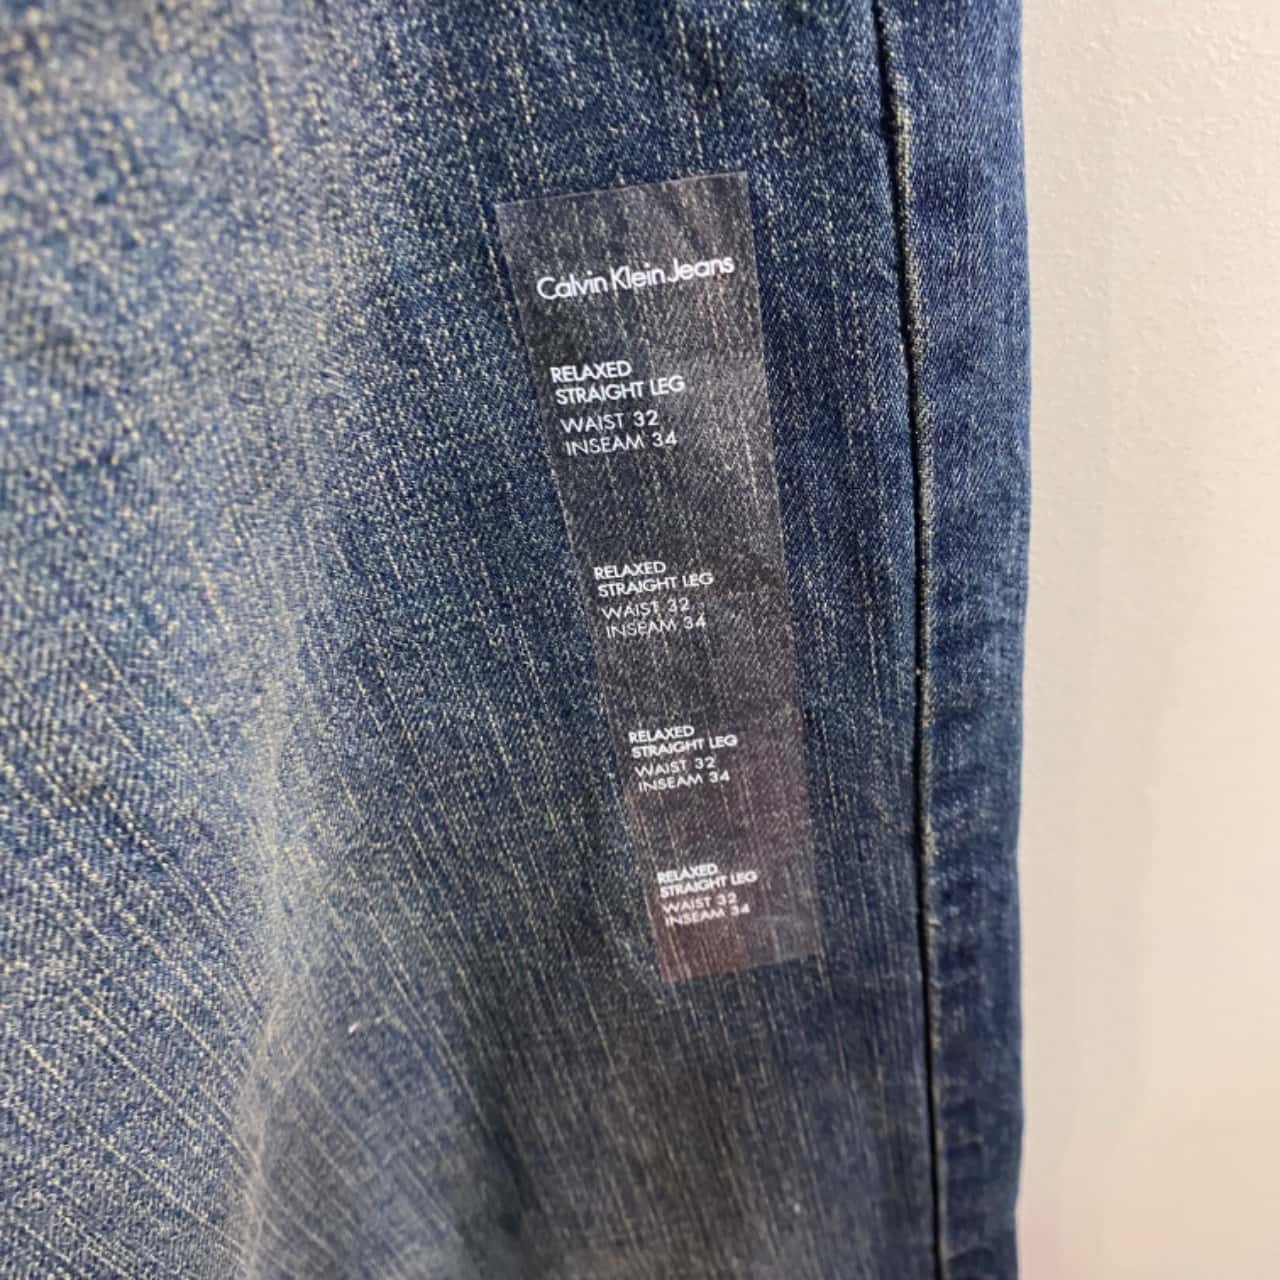 Calvin Klein Jeans
RELAXED
STRAIGHT LEG
WAIST 32
INSEAM 34
RELAXED
STRAIGHT LEG
WAIST 32
INSEAM 34
RELAXED
STRAIGHT LEG
WAIST 32
INSEAM 34
RELAXED
STRAIGHT LEG
WAIST 32
INSEAM 34